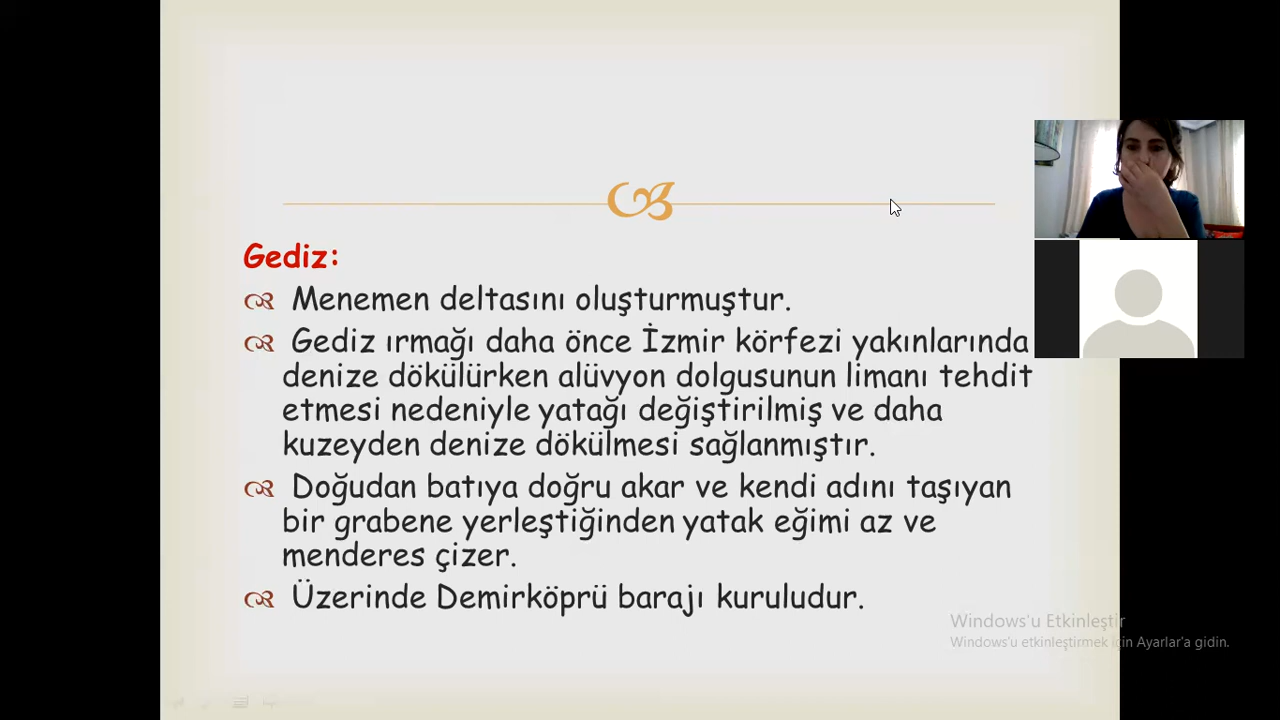 Gediz:
Menemen deltasını oluşturmuştur.
Gediz ırmağı daha önce İzmir körfezi yakınlarında
denize dökülürken alüvyon dolgusunun limanı tehdit
etmesi nedeniyle yatağı değiştirilmiş ve daha
kuzeyden denize dökülmesi sağlanmıştır.
Doğudan batıya doğru akar ve kendi adını taşıyan
bir grabene yerleştiğinden yatak eğimi az ve
menderes çizer.
Üzerinde Demirköprü barajı kuruludur.
Windows'u Etkinleştir
Windows'u etkinleştirmek için Ayarlar'a gidin.